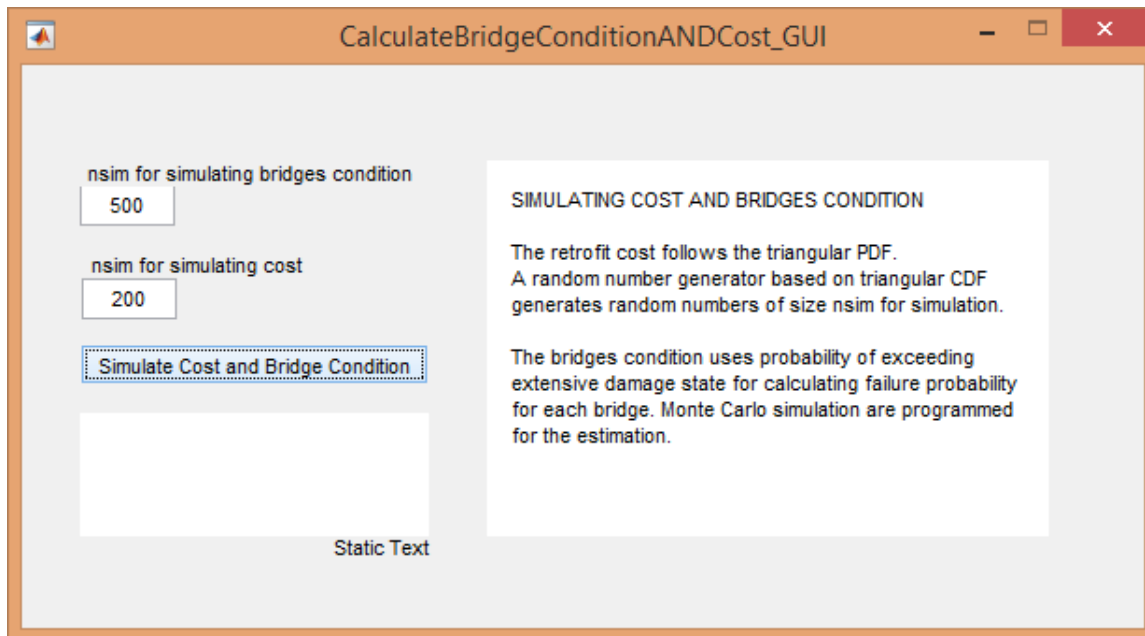 CalculateBridgeConditionANDCost_GUI
nsim for simulating bridges condition
500
nsim for simulating cost
200
Simulate Cost and Bridge Condition
Static Text
SIMULATING COST AND BRIDGES CONDITION
The retrofit cost follows the triangular PDF.
A random number generator based on triangular CDF
generates random numbers of size nsim for simulation.
The bridges condition uses probability of exceeding
extensive damage state for calculating failure probability
for each bridge. Monte Carlo simulation are programmed
for the estimation.